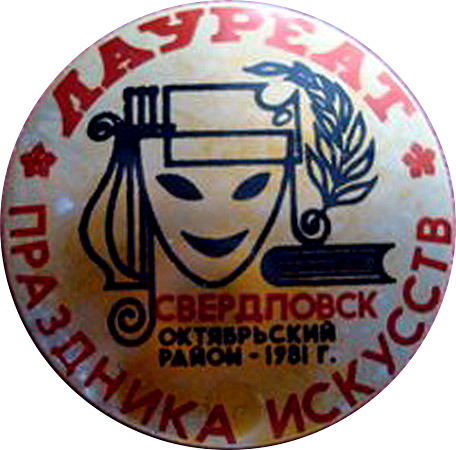 ЛАУРЕАТ
ПРАЗДНИКА ИСКУССТВ
СВЕРДЛОВСК
ОКТЯБРЬСКИЙ
РАЙОН - 1981 Г.